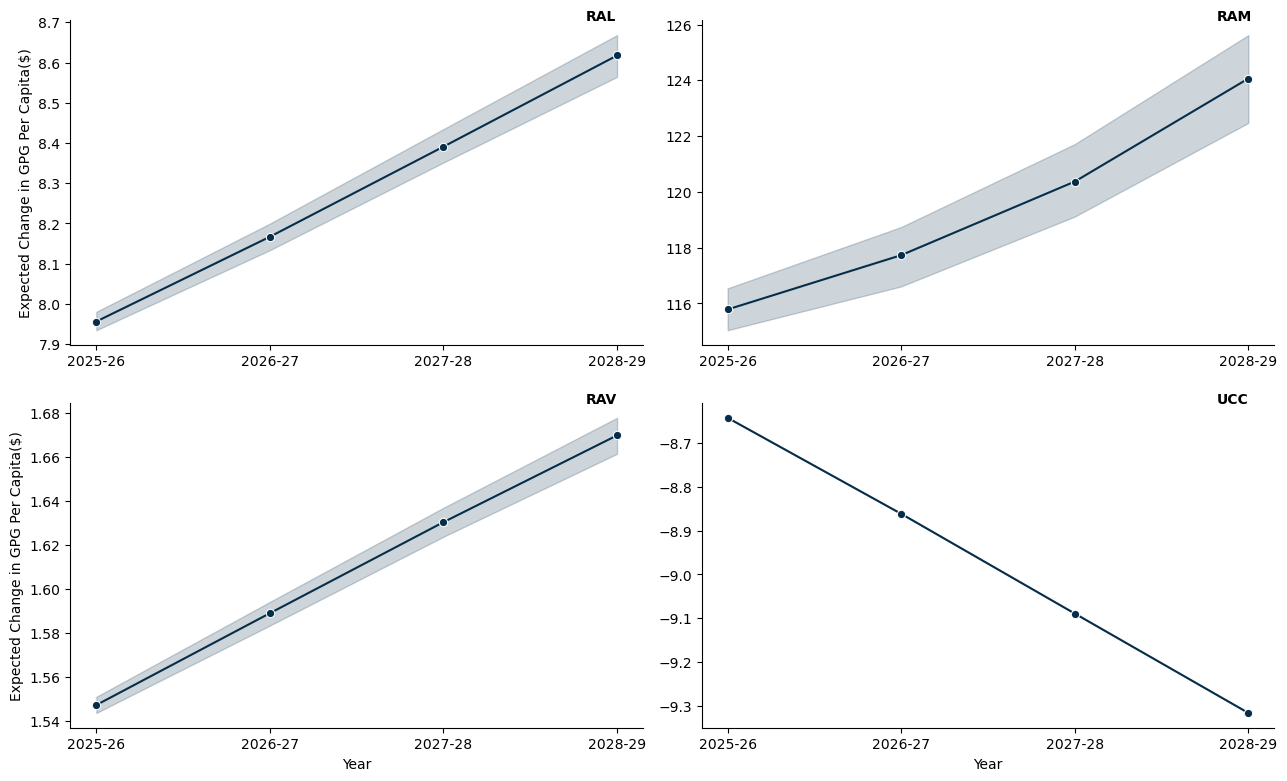 RAL
Expected Change in GPG Per Capita($)
8.7
8.6
8.5
8.4
8.3
8.2
8.1
8.0
7.9
2025-26 2026-27 2027-28 2028-29
RAM
126
124
122
120
118
116
2025-26 2026-27 2027-28 2028-29
RAV
Expected Change in GPG Per Capita($)
1.68
1.66
1.64
1.62
1.60
1.58
1.56
1.54
2025-26 2026-27 2027-28 2028-29
Year
UCC
−8.7
−8.8
−8.9
−9.0
−9.1
−9.2
−9.3
2025-26 2026-27 2027-28 2028-29
Year